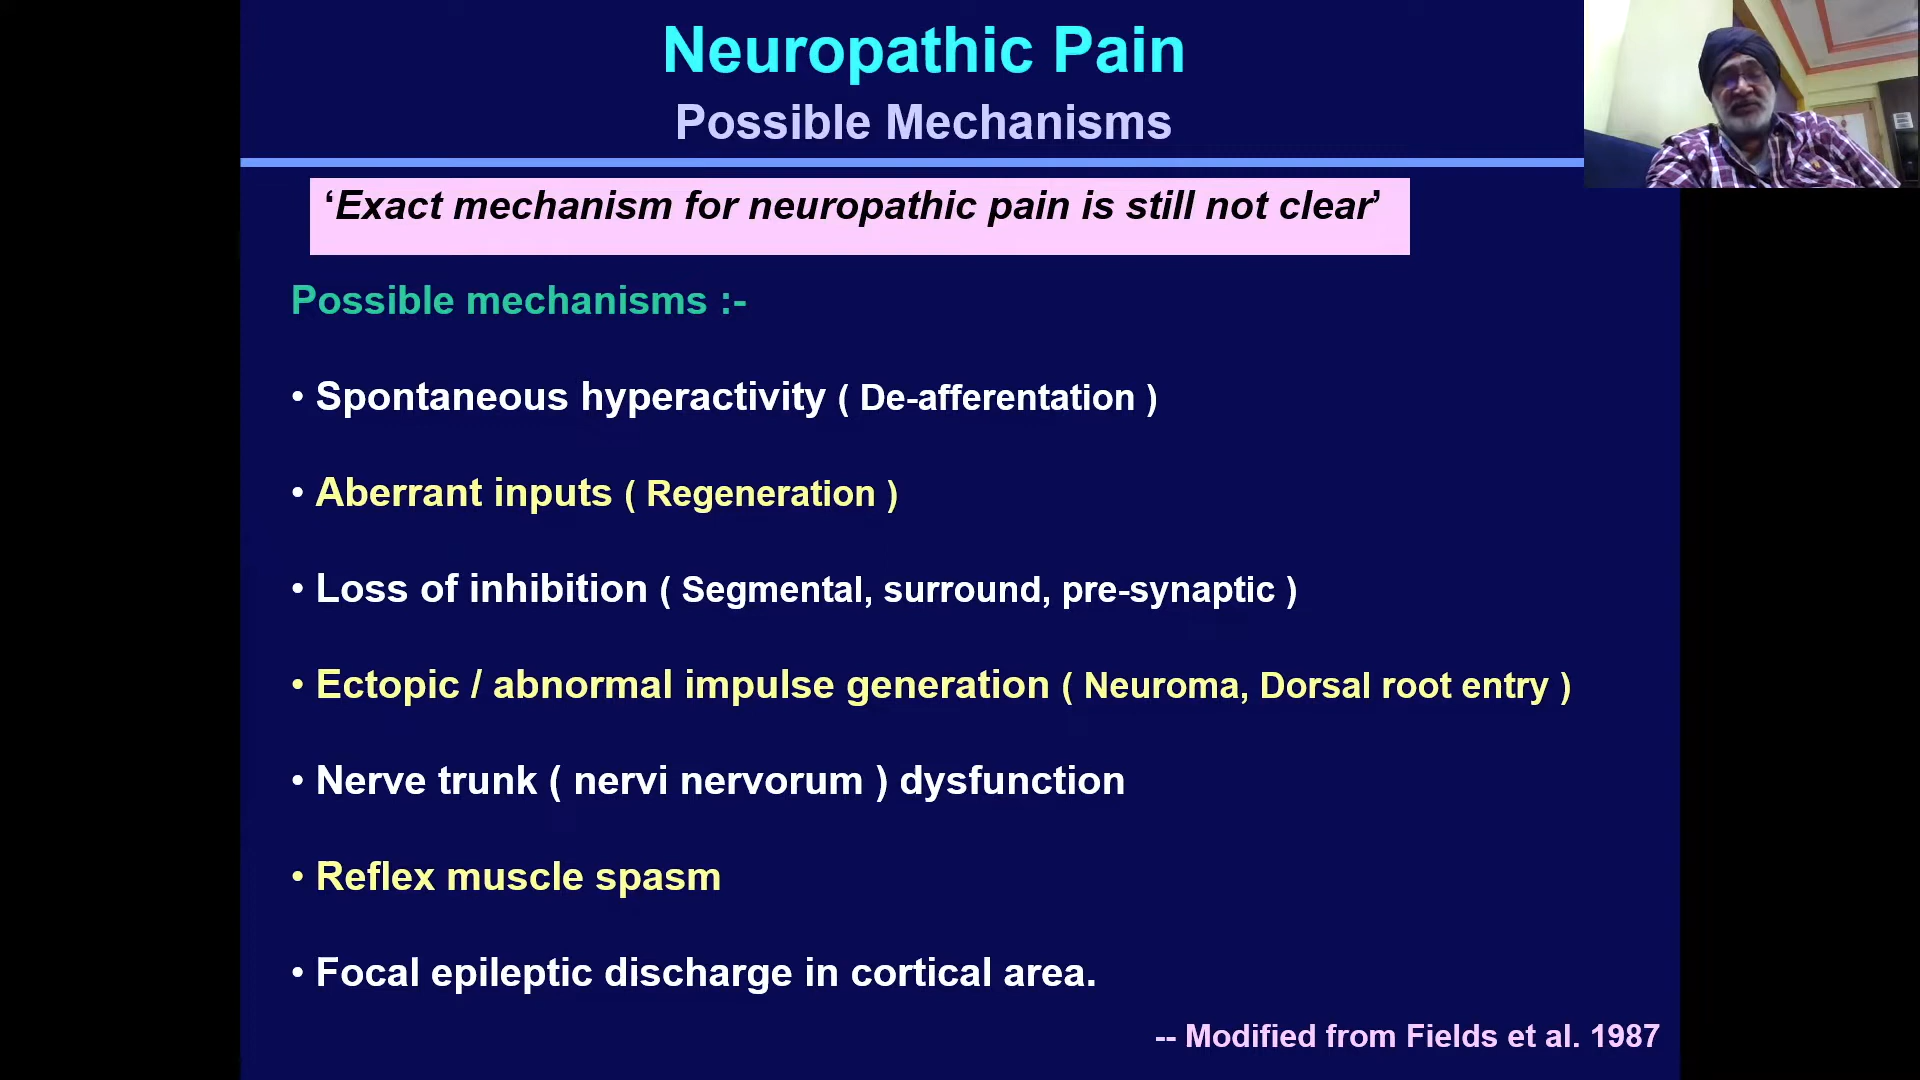 Neuropathic Pain
Possible Mechanisms
‘Exact mechanism for neuropathic pain is still not clear’
Possible mechanisms :-
• Spontaneous hyperactivity ( De-afferentation )
• Aberrant inputs ( Regeneration )
• Loss of inhibition ( Segmental, surround, pre-synaptic )
• Ectopic / abnormal impulse generation ( Neuroma, Dorsal root entry )
• Nerve trunk ( nervi nervorum ) dysfunction
• Reflex muscle spasm
• Focal epileptic discharge in cortical area.
-- Modified from Fields et al. 1987